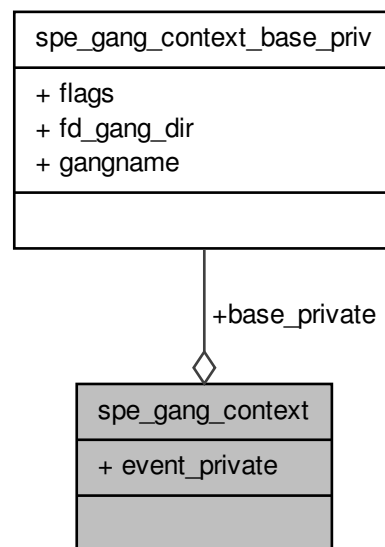 spe_gang_context_base_priv
+ flags
+ fd_gang_dir
+ gangname
+base_private
spe_gang_context
+ event_private